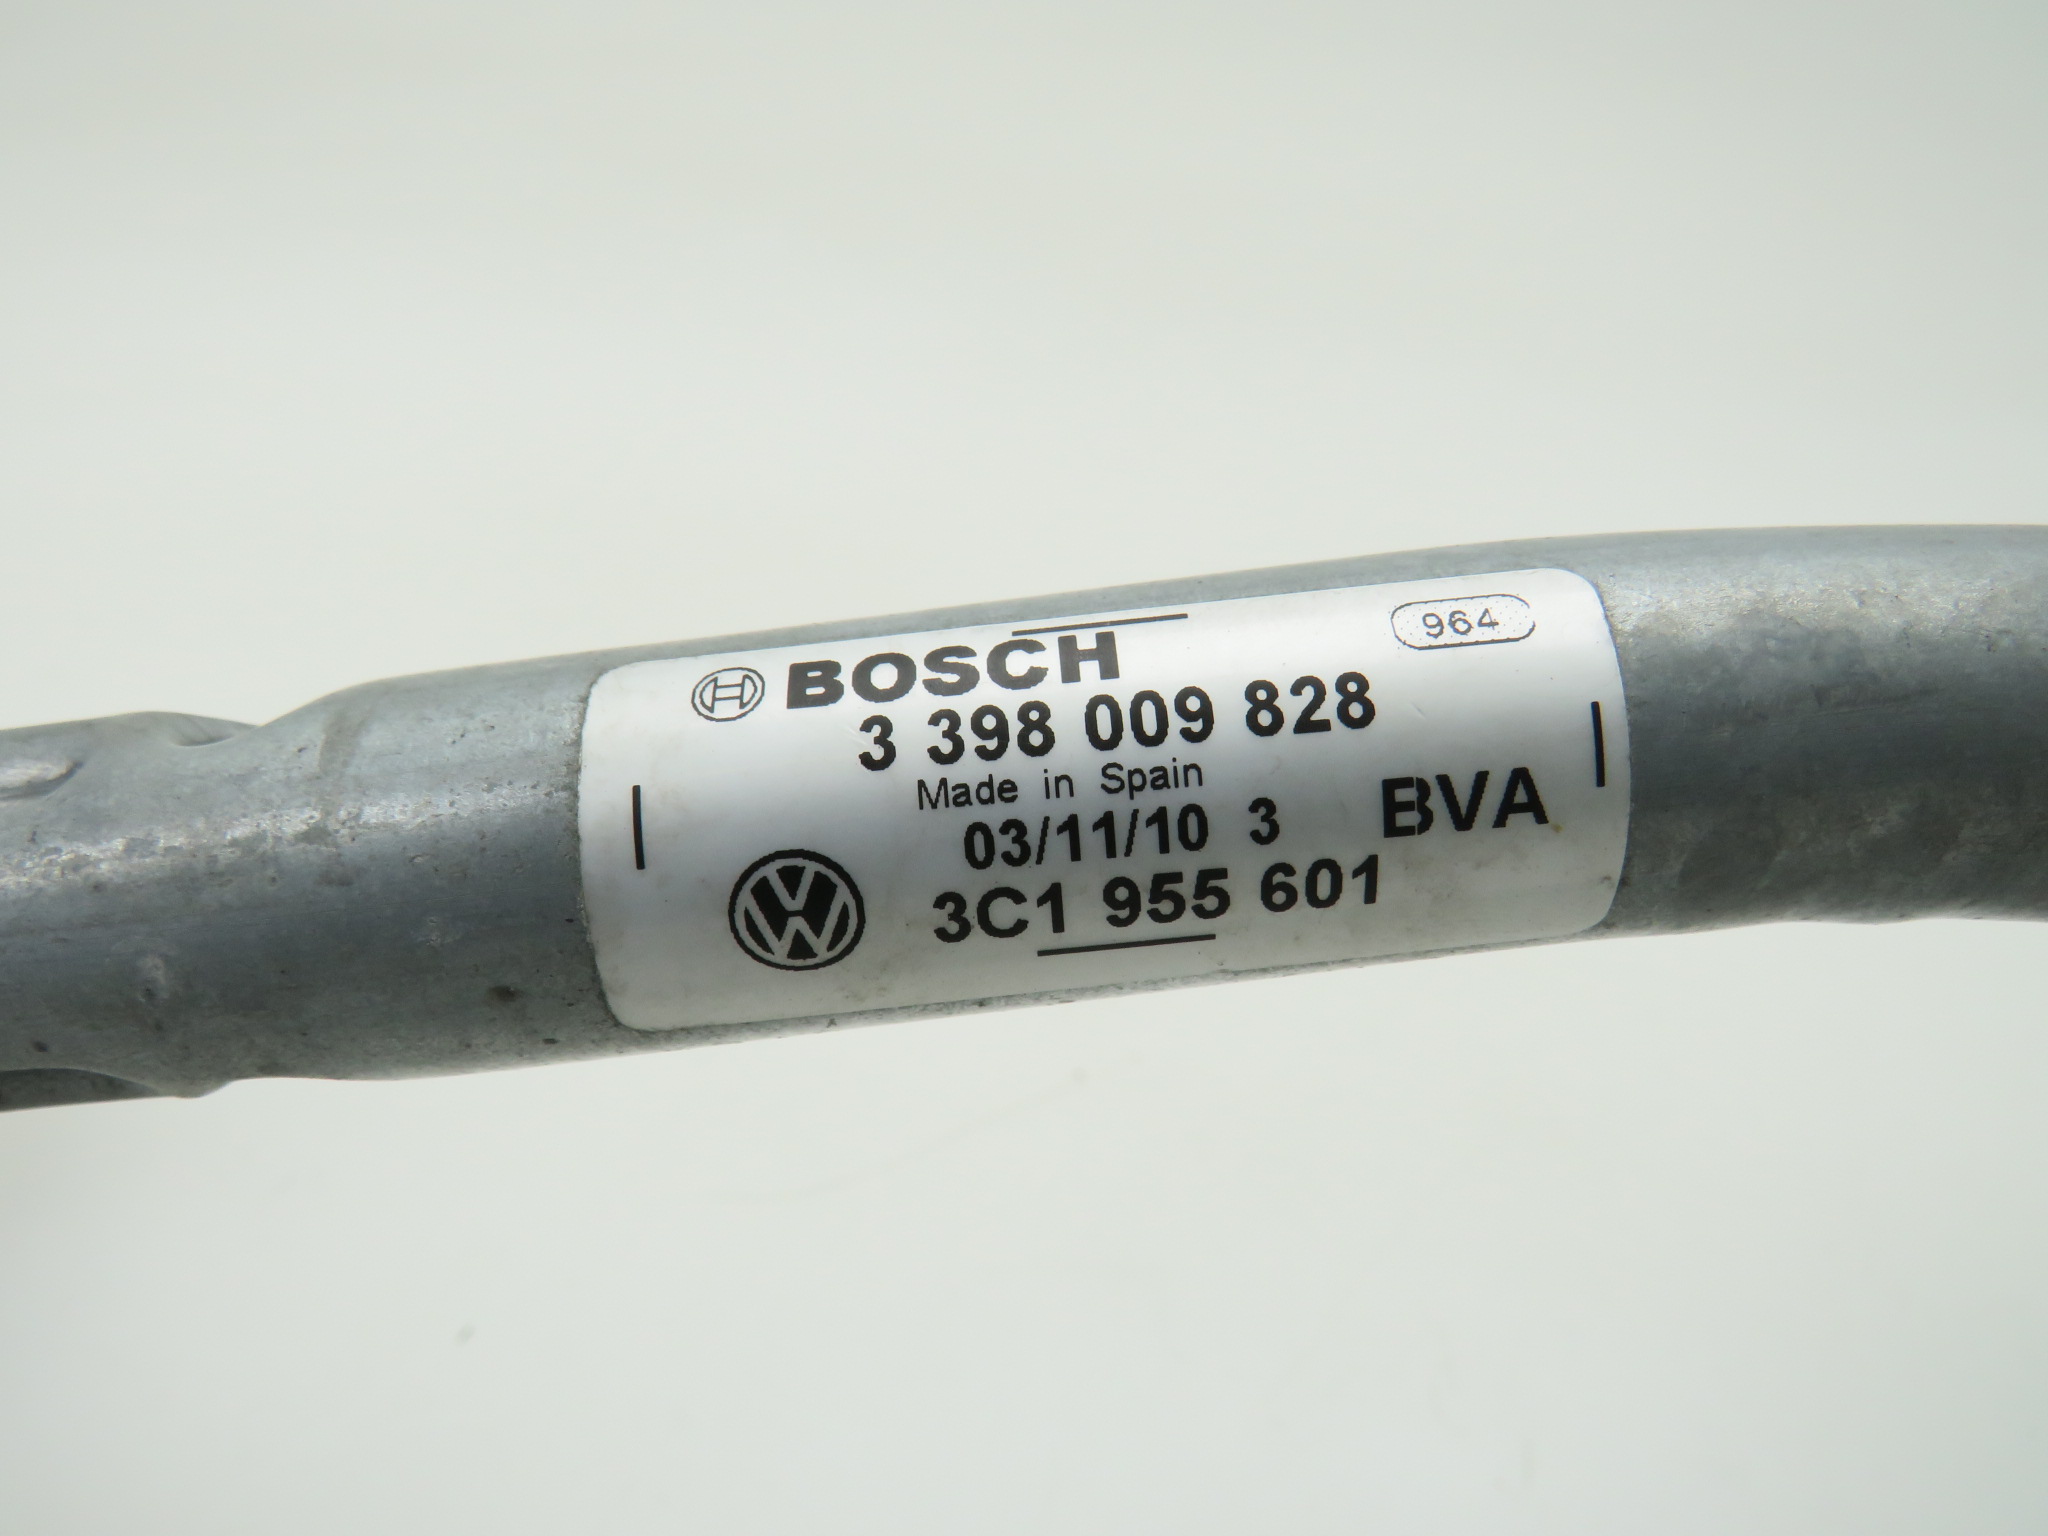 BOSCH 964
3 398 009 828
Made in Spain
03/11/10 3 BVA
3C1 955 601